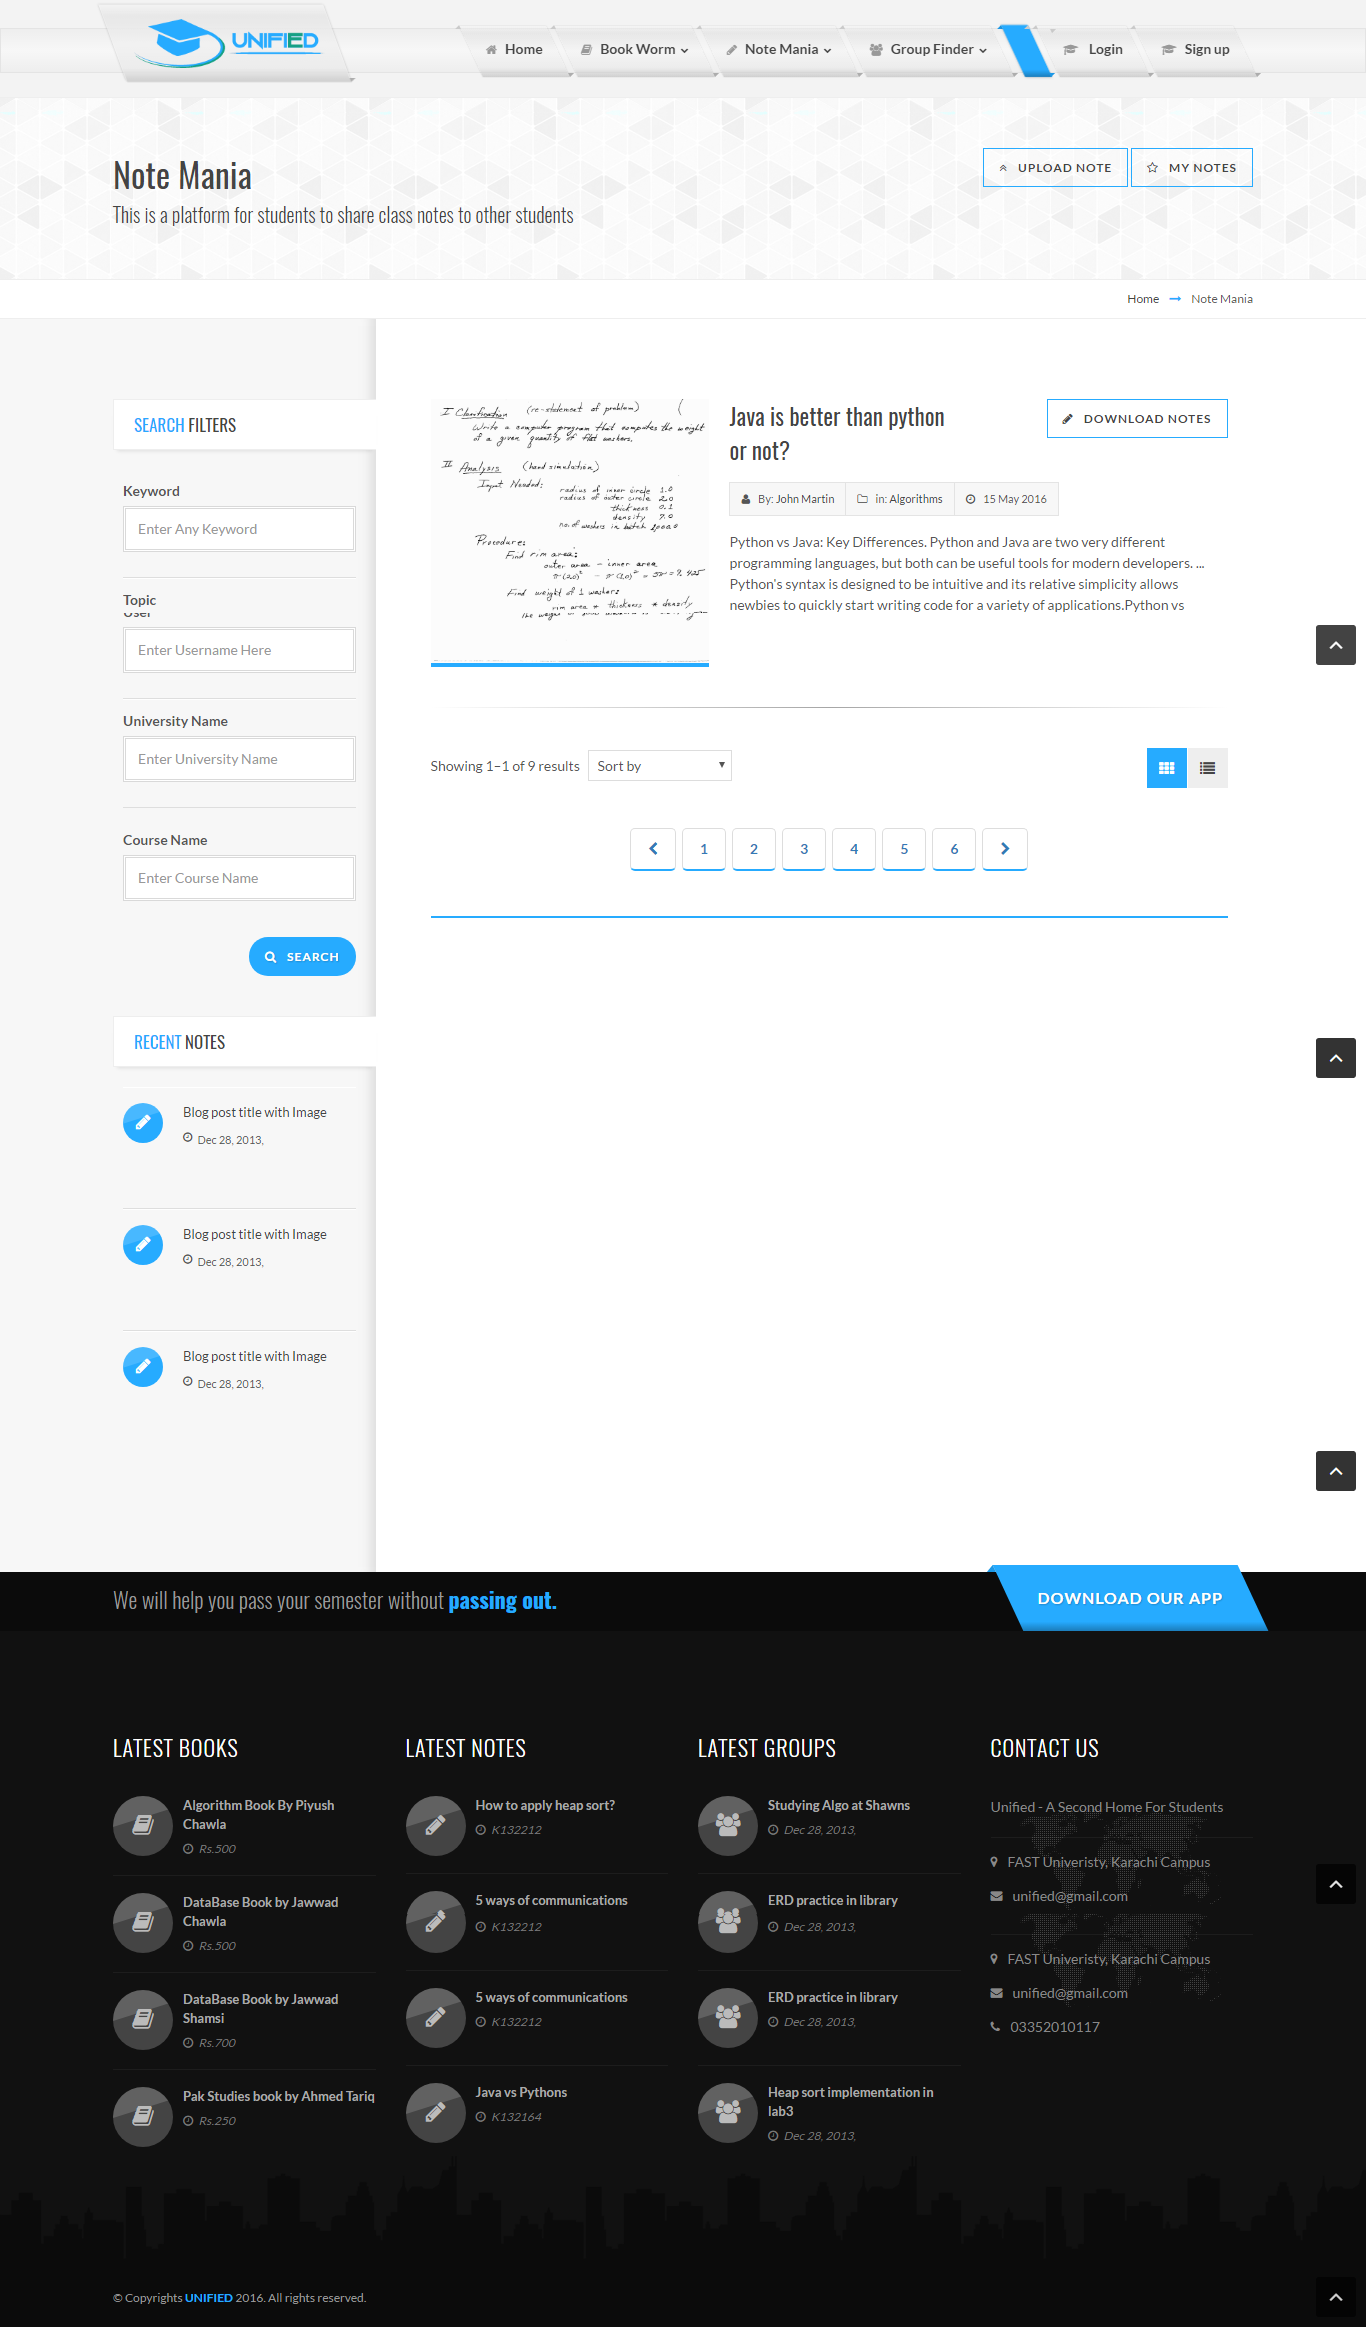 UNIFIED
Home
Book Worm
Note Mania
Group Finder
Login
Sign up
Note Mania
This is a platform for students to share class notes to other students
UPLOAD NOTE
MY NOTES
Home
Note Mania
SEARCH FILTERS
Keyword
Enter Any Keyword
Topic
User
Enter Username Here
University Name
Enter University Name
Course Name
Enter Course Name
SEARCH
RECENT NOTES
Blog post title with Image
Dec 28, 2013,
Blog post title with Image
Dec 28, 2013,
Blog post title with Image
Dec 28, 2013,
I Clarification (re-statement of problem)
Write a computer program that computes the weight
of a given quantity of flat washers.
II Analysis (hand simulation)
Input Needed: radius of inner circle 1.0
radius of outer circle 2.0
thickness 0.1
density 7.0
no. of washers in batch
Procedure:
Find rim area:
outer area - inner area
Find weight of 1 washer:
rim area * thickness * density
Java is better than python
or not?
DOWNLOAD NOTES
By: John Martin
in: Algorithms
15 May 2016
Python vs Java: Key Differences. Python and Java are two very different
programming languages, but both can be useful tools for modern developers. ...
Python's syntax is designed to be intuitive and its relative simplicity allows
newbies to quickly start writing code for a variety of applications.Python vs
Showing 1–1 of 9 results
Sort by
1 2 3 4 5 6
We will help you pass your semester without passing out.
DOWNLOAD OUR APP
LATEST BOOKS
Algorithm Book By Piyush
Chawla
Rs.500
DataBase Book by Jawwad
Chawla
Rs.500
DataBase Book by Jawwad
Shamsi
Rs.700
Pak Studies book by Ahmed Tariq
Rs.250
LATEST NOTES
How to apply heap sort?
K132212
5 ways of communications
K132212
5 ways of communications
K132212
Java vs Pythons
K132164
LATEST GROUPS
Studying Algo at Shawns
Dec 28, 2013,
ERD practice in library
Dec 28, 2013,
ERD practice in library
Dec 28, 2013,
Heap sort implementation in
lab3
Dec 28, 2013,
CONTACT US
Unified - A Second Home For Students
FAST Univeristy, Karachi Campus
unified@gmail.com
FAST Univeristy, Karachi Campus
unified@gmail.com
03352010117
© Copyrights UNIFIED 2016. All rights reserved.